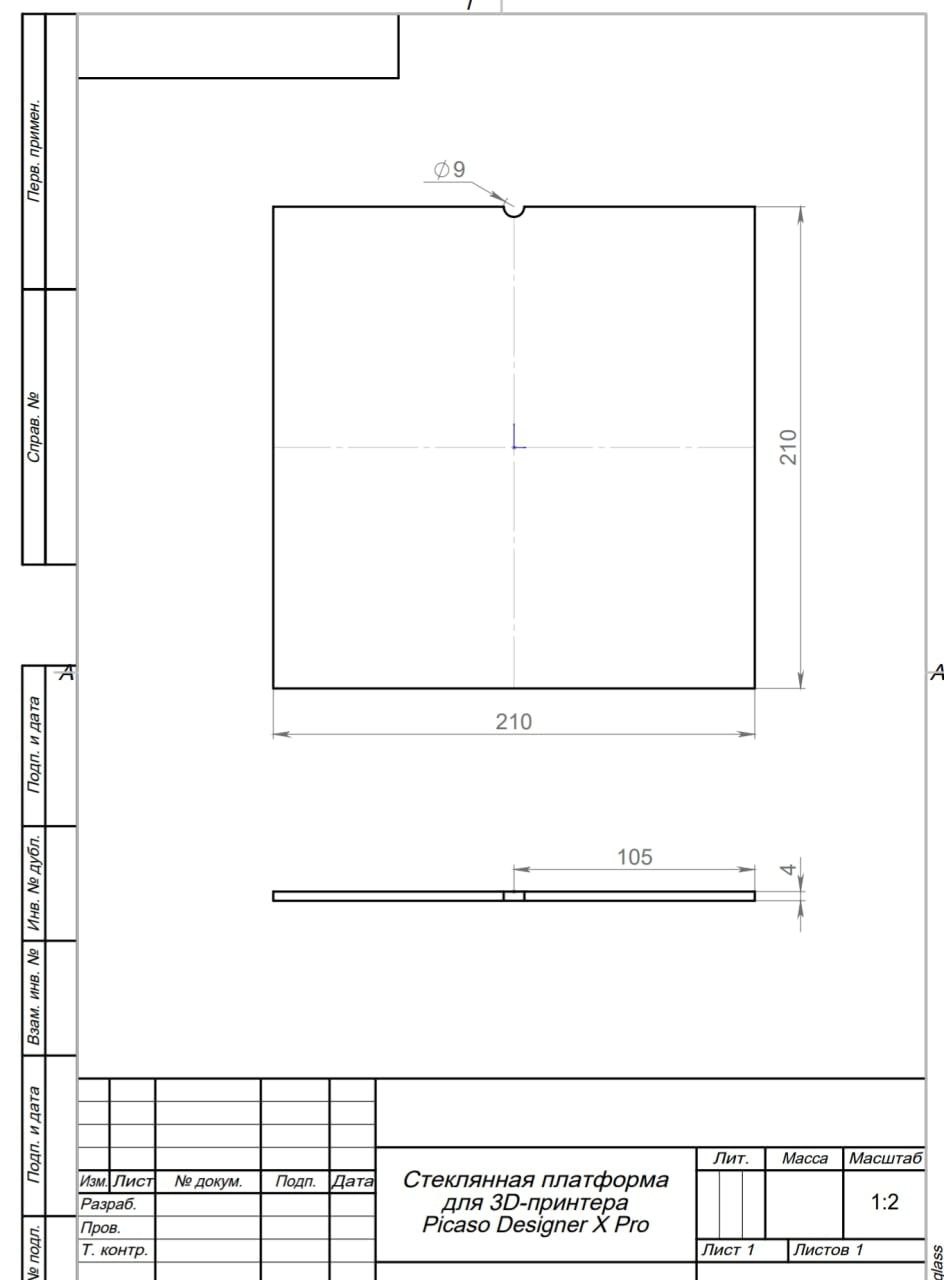 Перв. примен.
Справ. №
∅9
210
210
А
А
105
4
Подп. и дата
Инв. № дубл.
Взам. инв. №
Подп. и дата
№ подл.
Изм. Лист № докум. Подп. Дата
Разраб.
Пров.
Т. контр.
Стеклянная платформа
для 3D-принтера
Picaso Designer X Pro
Лит. Масса Масштаб
1:2
Лист 1 Листов 1
glass